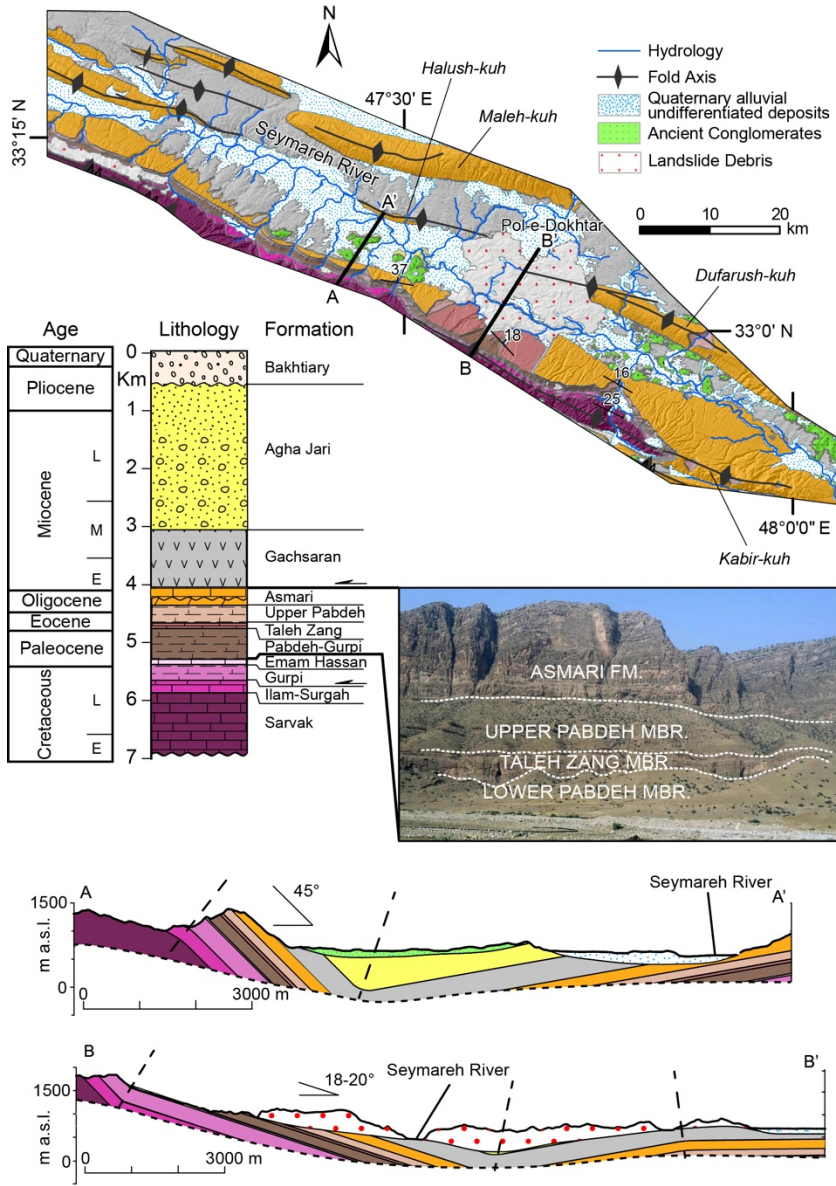 N
Halush-kuh
47°30' E
Maleh-kuh
33°15' N
Seymareh River
Hydrology
Fold Axis
Quaternary alluvial
undifferentiated deposits
Ancient Conglomerates
Landslide Debris
0 10 20
km
A'
Pol-e-Dokhtar
B'
37
A
Dufarush-kuh
18
33°0' N
B
16
25
48°0'0" E
Kabir-kuh
Age Lithology Formation
Quaternary 0 Bakhtiary
Km
Pliocene
1
Agha Jari
Miocene
L
2
M
3
Gachsaran
E
4
Oligocene Asmari
Upper Pabdeh
Eocene
Taleh Zang
Paleocene 5 Pabdeh-Gurpi
Emam Hassan
Gurpi
Cretaceous
L
6 Ilam-Surgah
Sarvak
E
7
ASMARI FM.
UPPER PABDEH MBR.
TALEH ZANG MBR.
LOWER PABDEH MBR.
A
45°
Seymareh River
A'
1500
m a.s.l.
0
0 3000 m
B
18-20°
Seymareh River
B'
1500
m a.s.l.
0
0 3000 m